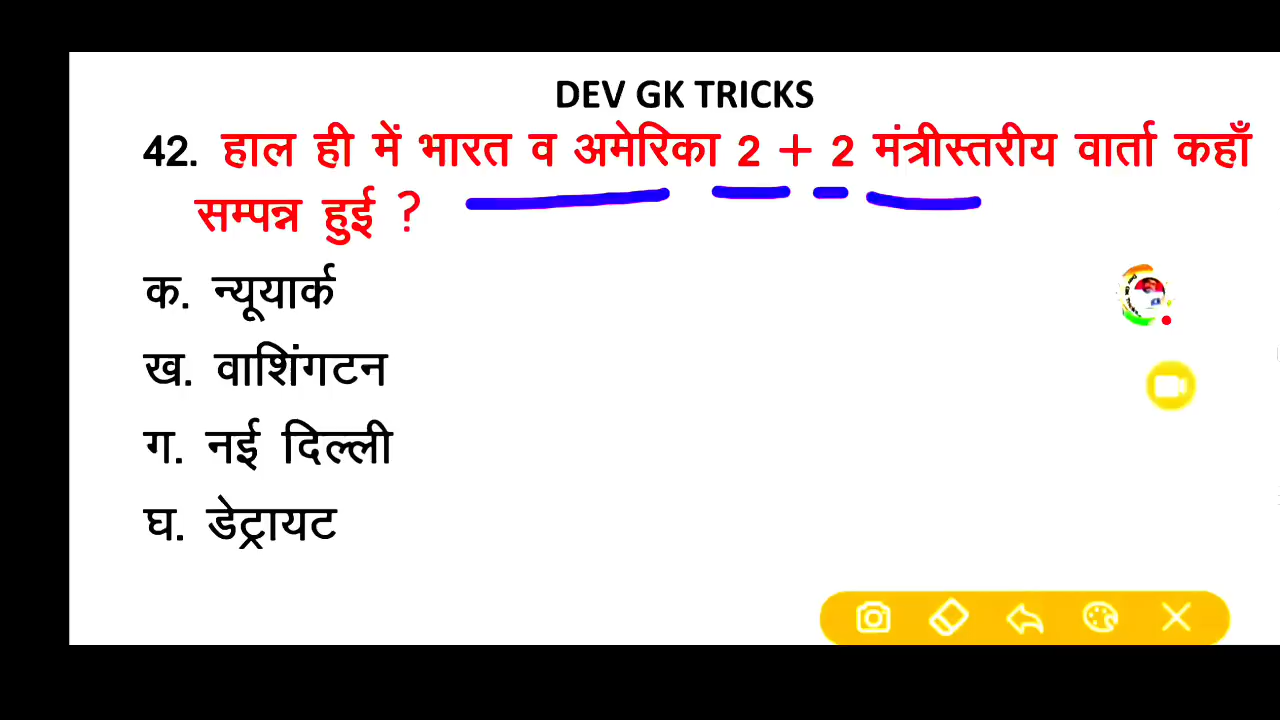 DEV GK TRICKS
42. हाल ही में भारत व अमेरिका 2 + 2 मंत्रीस्तरीय वार्ता कहाँ
सम्पन्न हुई ?
क. न्यूयार्क
ख. वाशिंगटन
ग. नई दिल्ली
घ. डेट्रायट